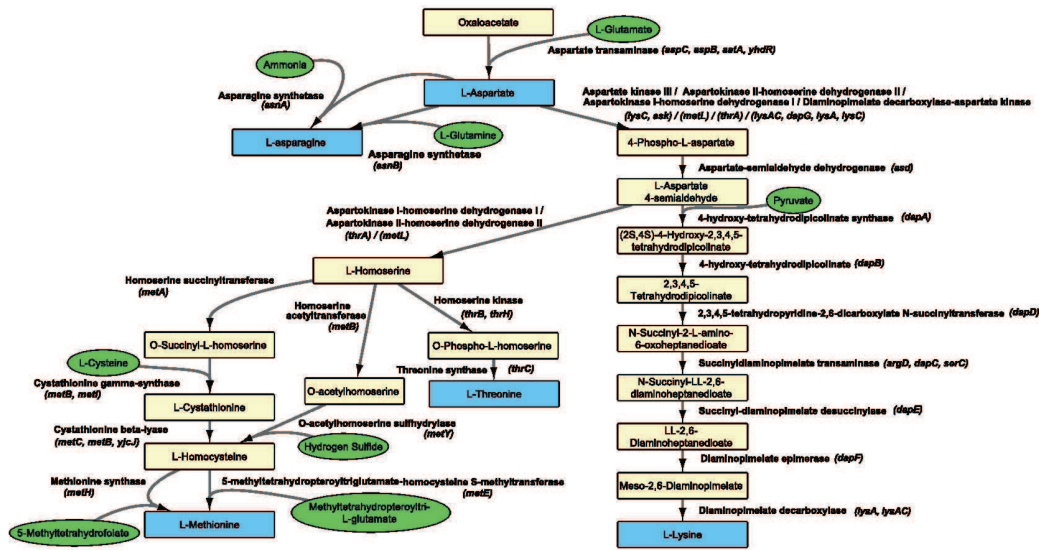 Oxaloacetate
L-Glutamate
Aspartate transaminase (aspC, aspB, aatA, yhdR)
Ammonia
Asparagine synthetase
(asnA)
L-Aspartate
Aspartate kinase III / Aspartokinase II-homoserine dehydrogenase II /
Aspartokinase I-homoserine dehydrogenase I / Diaminopimelate decarboxylase-aspartate kinase
(lysC, ask) / (metL) / (thrA) / (lysAC, dapG, lysA, lysC)
L-asparagine
L-Glutamine
Asparagine synthetase
(asnB)
4-Phospho-L-aspartate
Aspartate-semialdehyde dehydrogenase (asd)
L-Aspartate
4-semialdehyde
Pyruvate
4-hydroxy-tetrahydrodipicolinate synthase (dapA)
Aspartokinase I-homoserine dehydrogenase I /
Aspartokinase II-homoserine dehydrogenase II
(thrA) / (metL)
(2S,4S)-4-Hydroxy-2,3,4,5-
tetrahydrodipicolinate
4-hydroxy-tetrahydrodipicolinate (dapB)
L-Homoserine
Homoserine succinyltransferase
(metA)
Homoserine
acetyltransferase
(metB)
Homoserine kinase
(thrB, thrH)
2,3,4,5-
Tetrahydrodipicolinate
2,3,4,5-tetrahydropyridine-2,6-dicarboxylate N-succinyltransferase (dapD)
O-Succinyl-L-homoserine
O-Phospho-L-homoserine
N-Succinyl-2-L-amino-
6-oxoheptanedioate
L-Cysteine
Cystathionine gamma-synthase
(metB, metI)
Threonine synthase (thrC)
Succinyldiaminopimelate transaminase (argD, dapC, serC)
O-acetylhomoserine
L-Threonine
N-Succinyl-LL-2,6-
diaminoheptanedioate
L-Cystathionine
Succinyl-diaminopimelate desuccinylase (dapE)
Cystathionine beta-lyase
(metC, metB, yjcJ)
O-acetylhomoserine sulfhydrylase
(metY)
LL-2,6-
Diaminoheptanedioate
L-Homocysteine
Hydrogen Sulfide
Diaminopimelate epimerase (dapF)
Methionine synthase
(metH)
5-methyltetrahydropteroyltriglutamate-homocysteine S-methyltransferase
(metE)
Meso-2,6-Diaminopimelate
Diaminopimelate decarboxylase (lysA, lysAC)
5-Methyltetrahydrofolate
L-Methionine
Methyltetrahydropteroyltri-
L-glutamate
L-Lysine